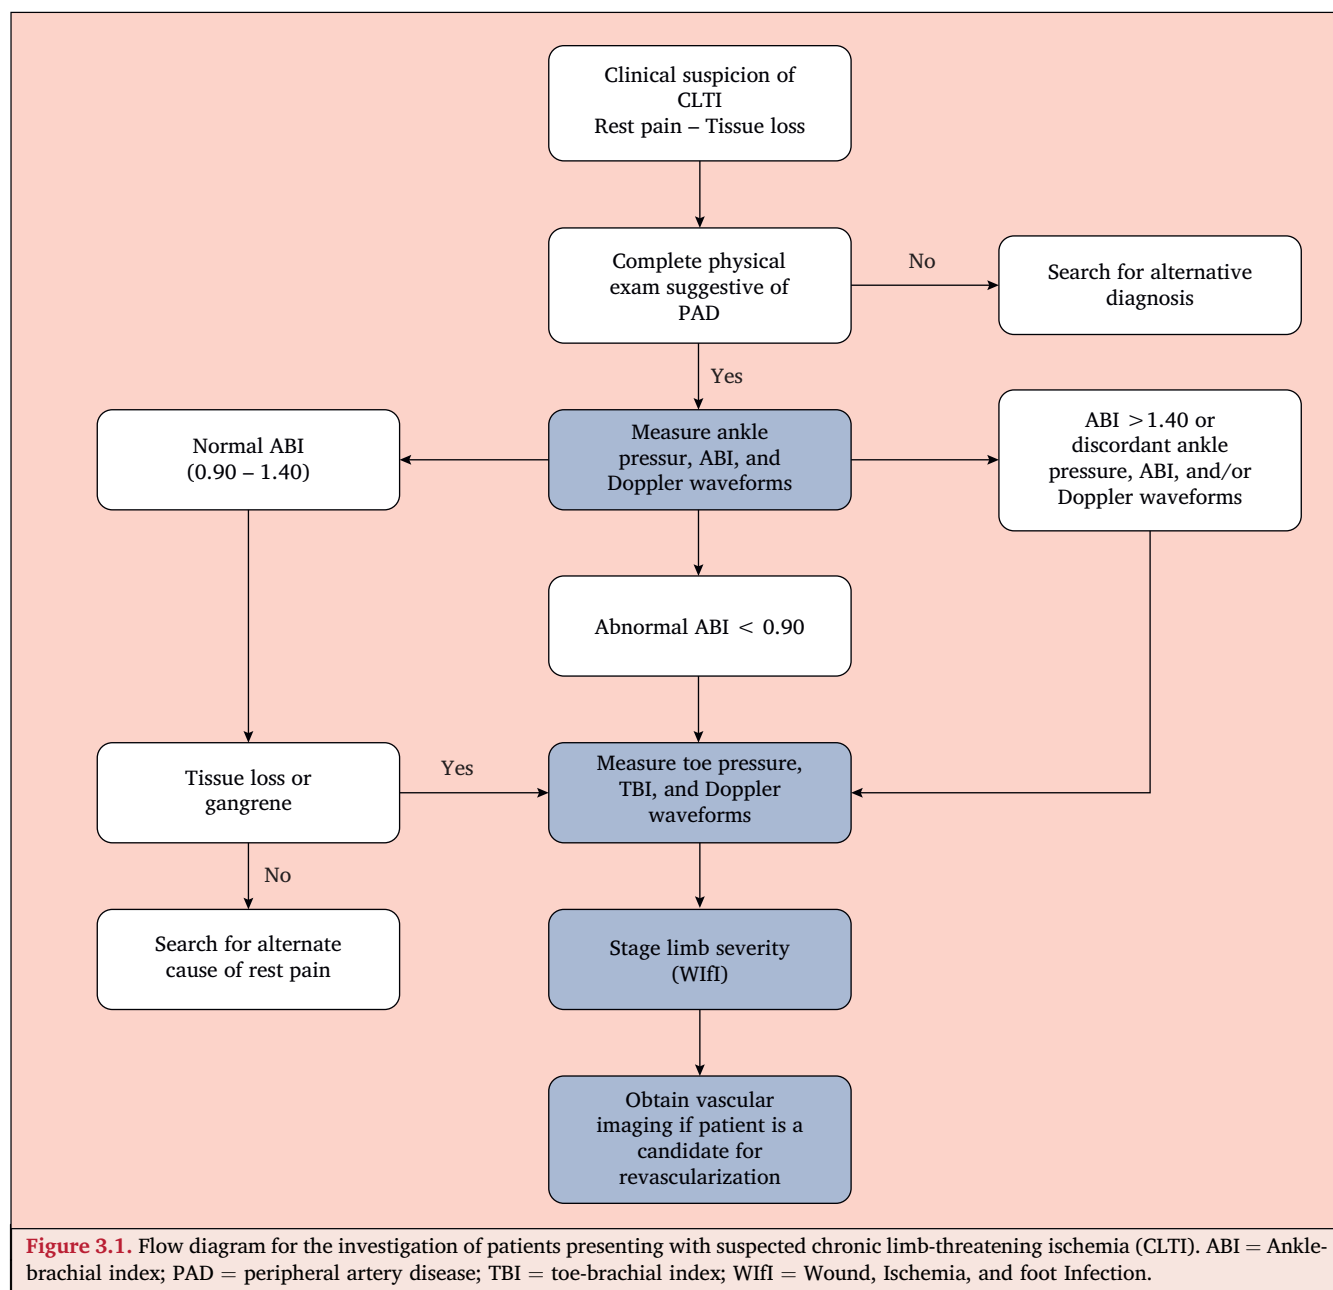 Clinical suspicion of
CLTI
Rest pain – Tissue loss
Complete physical
exam suggestive of
PAD
No
Search for alternative
diagnosis
Yes
Normal ABI
(0.90 – 1.40)
Measure ankle
pressur, ABI, and
Doppler waveforms
ABI >1.40 or
discordant ankle
pressure, ABI, and/or
Doppler waveforms
Abnormal ABI < 0.90
Tissue loss or
gangrene
Yes
Measure toe pressure,
TBI, and Doppler
waveforms
No
Search for alternate
cause of rest pain
Stage limb severity
(WIfI)
Obtain vascular
imaging if patient is a
candidate for
revascularization
Figure 3.1. Flow diagram for the investigation of patients presenting with suspected chronic limb-threatening ischemia (CLTI). ABI = Ankle-
brachial index; PAD = peripheral artery disease; TBI = toe-brachial index; WIfI = Wound, Ischemia, and foot Infection.